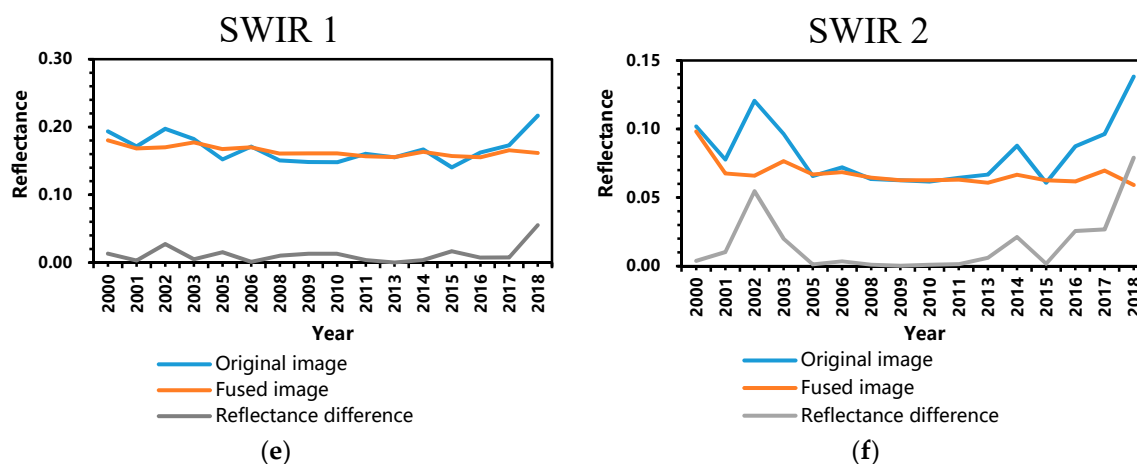 SWIR 1
0.30
0.20
0.10
0.00
Reflectance
2000 2001 2002 2003 2005 2006 2008 2009 2010 2011 2013 2014 2015 2016 2017 2018
Year
Original image
Fused image
Reflectance difference
(e)
SWIR 2
0.15
0.10
0.05
0.00
Reflectance
2000 2001 2002 2003 2005 2006 2008 2009 2010 2011 2013 2014 2015 2016 2017 2018
Year
Original image
Fused image
Reflectance difference
(f)